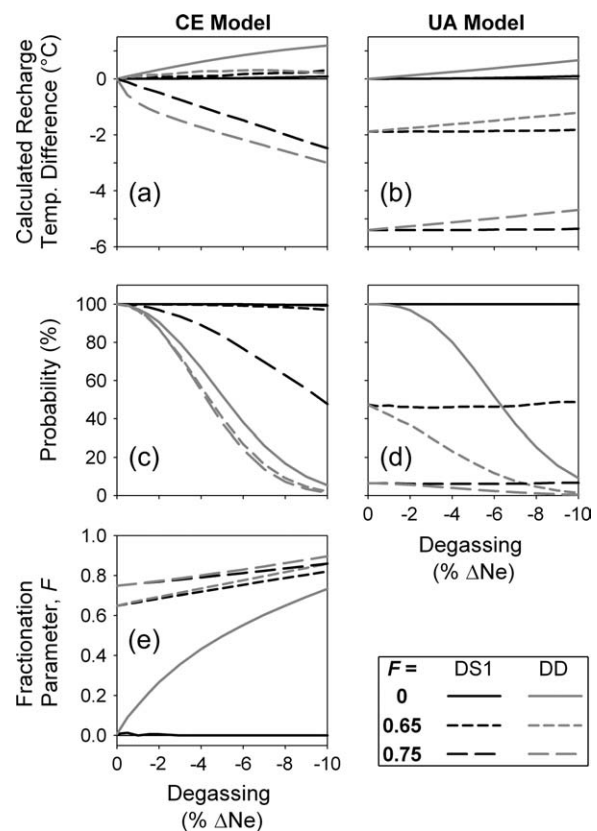 CE Model
UA Model
Calculated Recharge
Temp. Difference (°C)
0
-2
-4
-6
(a)
(b)
Probability (%)
100
80
60
40
20
0
(c)
(d)
0
-2
-4
-6
-8
-10
Degassing
(% ΔNe)
Fractionation
Parameter, F
1.0
0.8
0.6
0.4
0.2
0.0
(e)
0
-2
-4
-6
-8
-10
Degassing
(% ΔNe)
F = DS1 DD
0
0.65
0.75